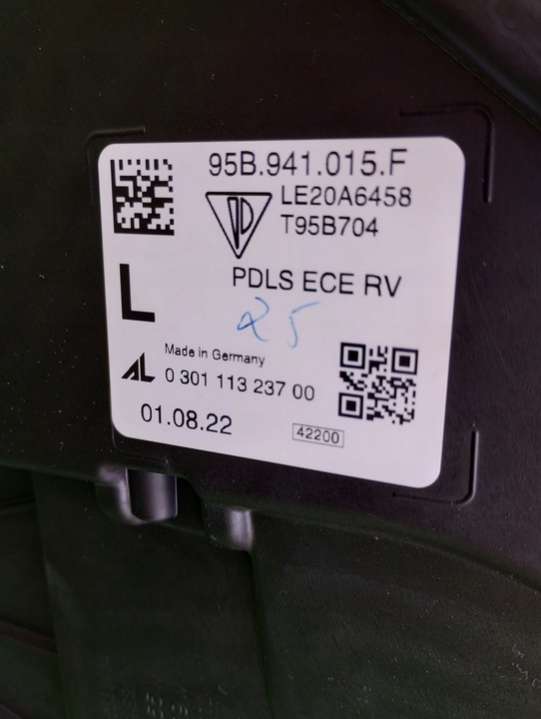 95B.941.015.F
LE20A6458
T95B704
L
PDLS ECE RV
25
Made in Germany
AL 0 301 113 237 00
01.08.22
42200